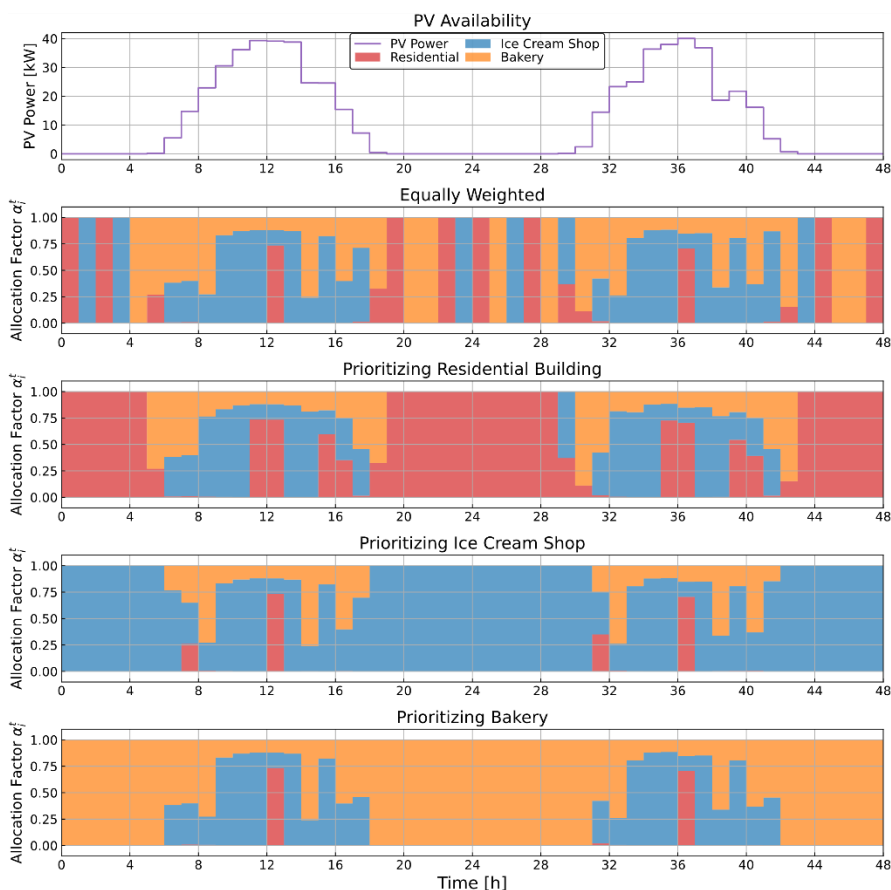 PV Availability
PV Power [kW]
40
30
20
10
0
PV Power
Residential
Ice Cream Shop
Bakery
0 4 8 12 16 20 24 28 32 36 40 44 48
Equally Weighted
Allocation Factor α_i^t
1.00
0.75
0.50
0.25
0.00
0 4 8 12 16 20 24 28 32 36 40 44 48
Prioritizing Residential Building
Allocation Factor α_i^t
1.00
0.75
0.50
0.25
0.00
0 4 8 12 16 20 24 28 32 36 40 44 48
Prioritizing Ice Cream Shop
Allocation Factor α_i^t
1.00
0.75
0.50
0.25
0.00
0 4 8 12 16 20 24 28 32 36 40 44 48
Prioritizing Bakery
Allocation Factor α_i^t
1.00
0.75
0.50
0.25
0.00
0 4 8 12 16 20 24 28 32 36 40 44 48
Time [h]